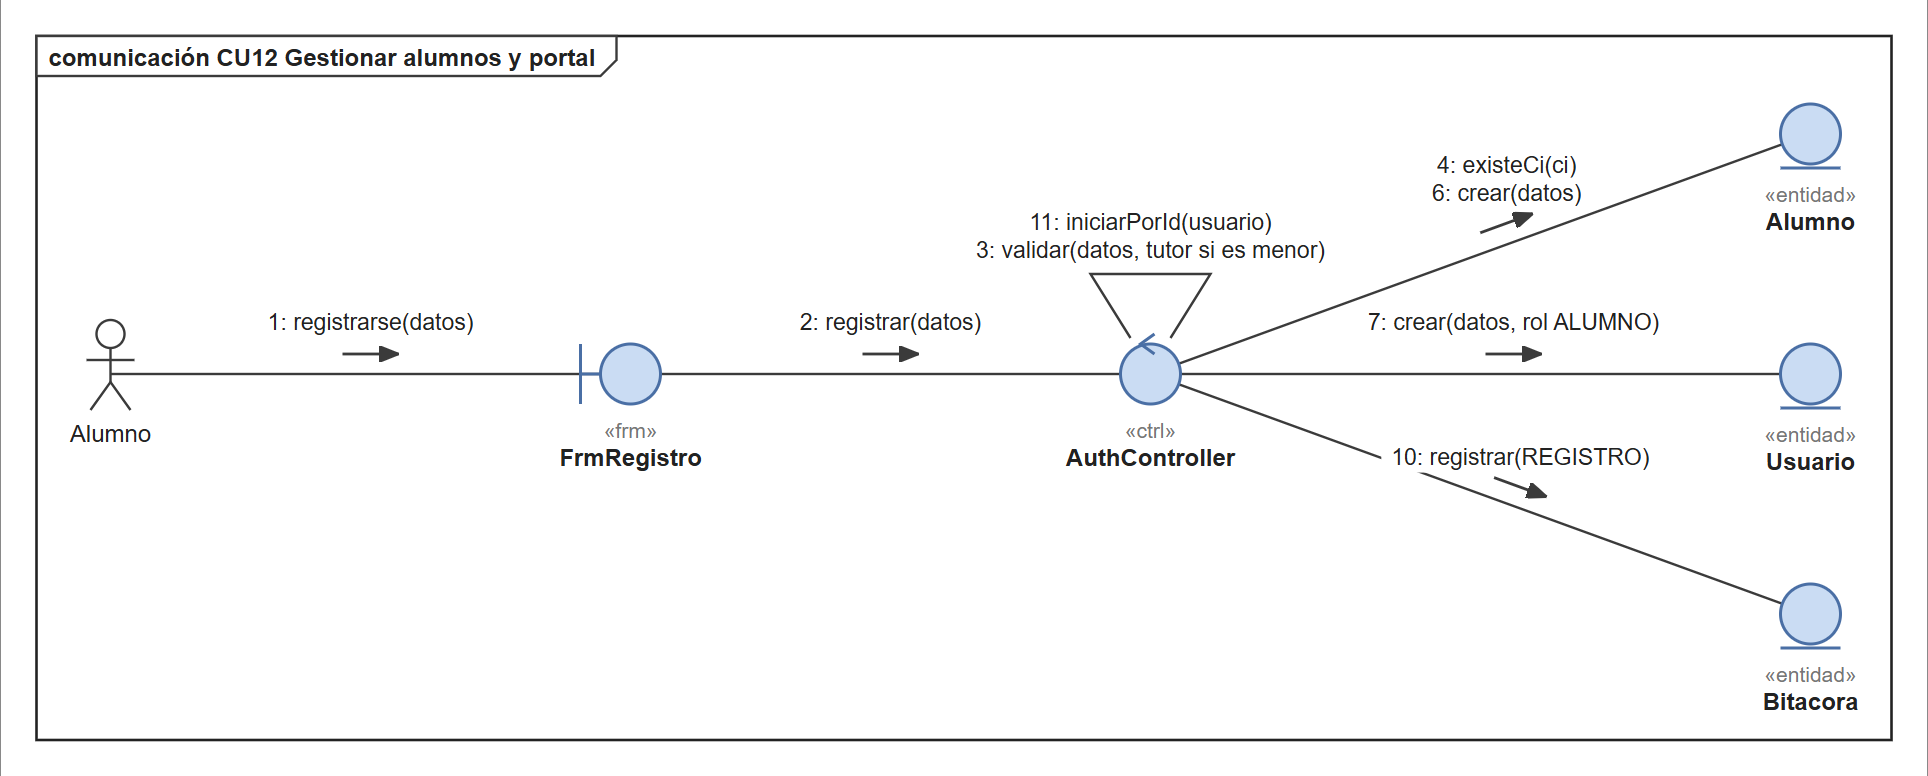 comunicación CU12 Gestionar alumnos y portal
4: existeCi(ci)
6: crear(datos)
«entidad»
Alumno
11: iniciarPorId(usuario)
3: validar(datos, tutor si es menor)
1: registrarse(datos)
2: registrar(datos)
7: crear(datos, rol ALUMNO)
Alumno
«frm»
FrmRegistro
«ctrl»
AuthController
«entidad»
Usuario
10: registrar(REGISTRO)
«entidad»
Bitacora